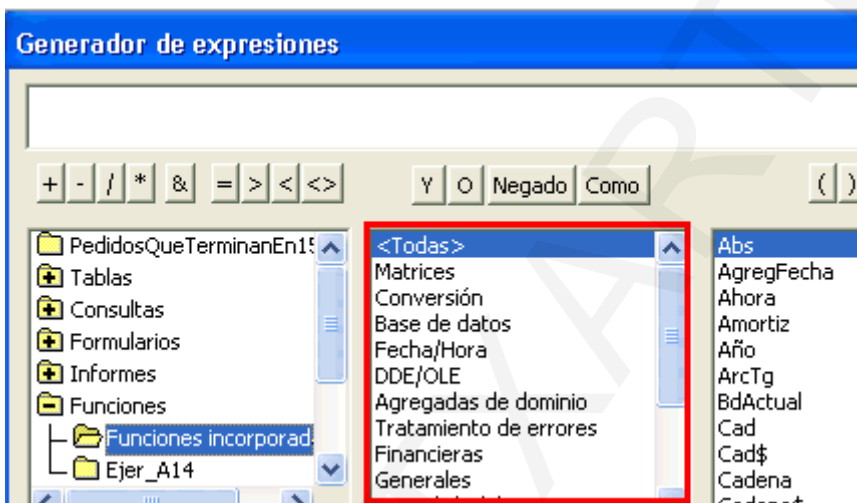 Generador de expresiones
+ - / * & = > < <> Y O Negado Como ( )
PedidosQueTerminanEn15
Tablas
Consultas
Formularios
Informes
Funciones
Funciones incorporad
Ejer_A14
<Todas>
Matrices
Conversión
Base de datos
Fecha/Hora
DDE/OLE
Agregadas de dominio
Tratamiento de errores
Financieras
Generales
Abs
AgregFecha
Ahora
Amortiz
Año
ArcTg
BdActual
Cad
Cad$
Cadena